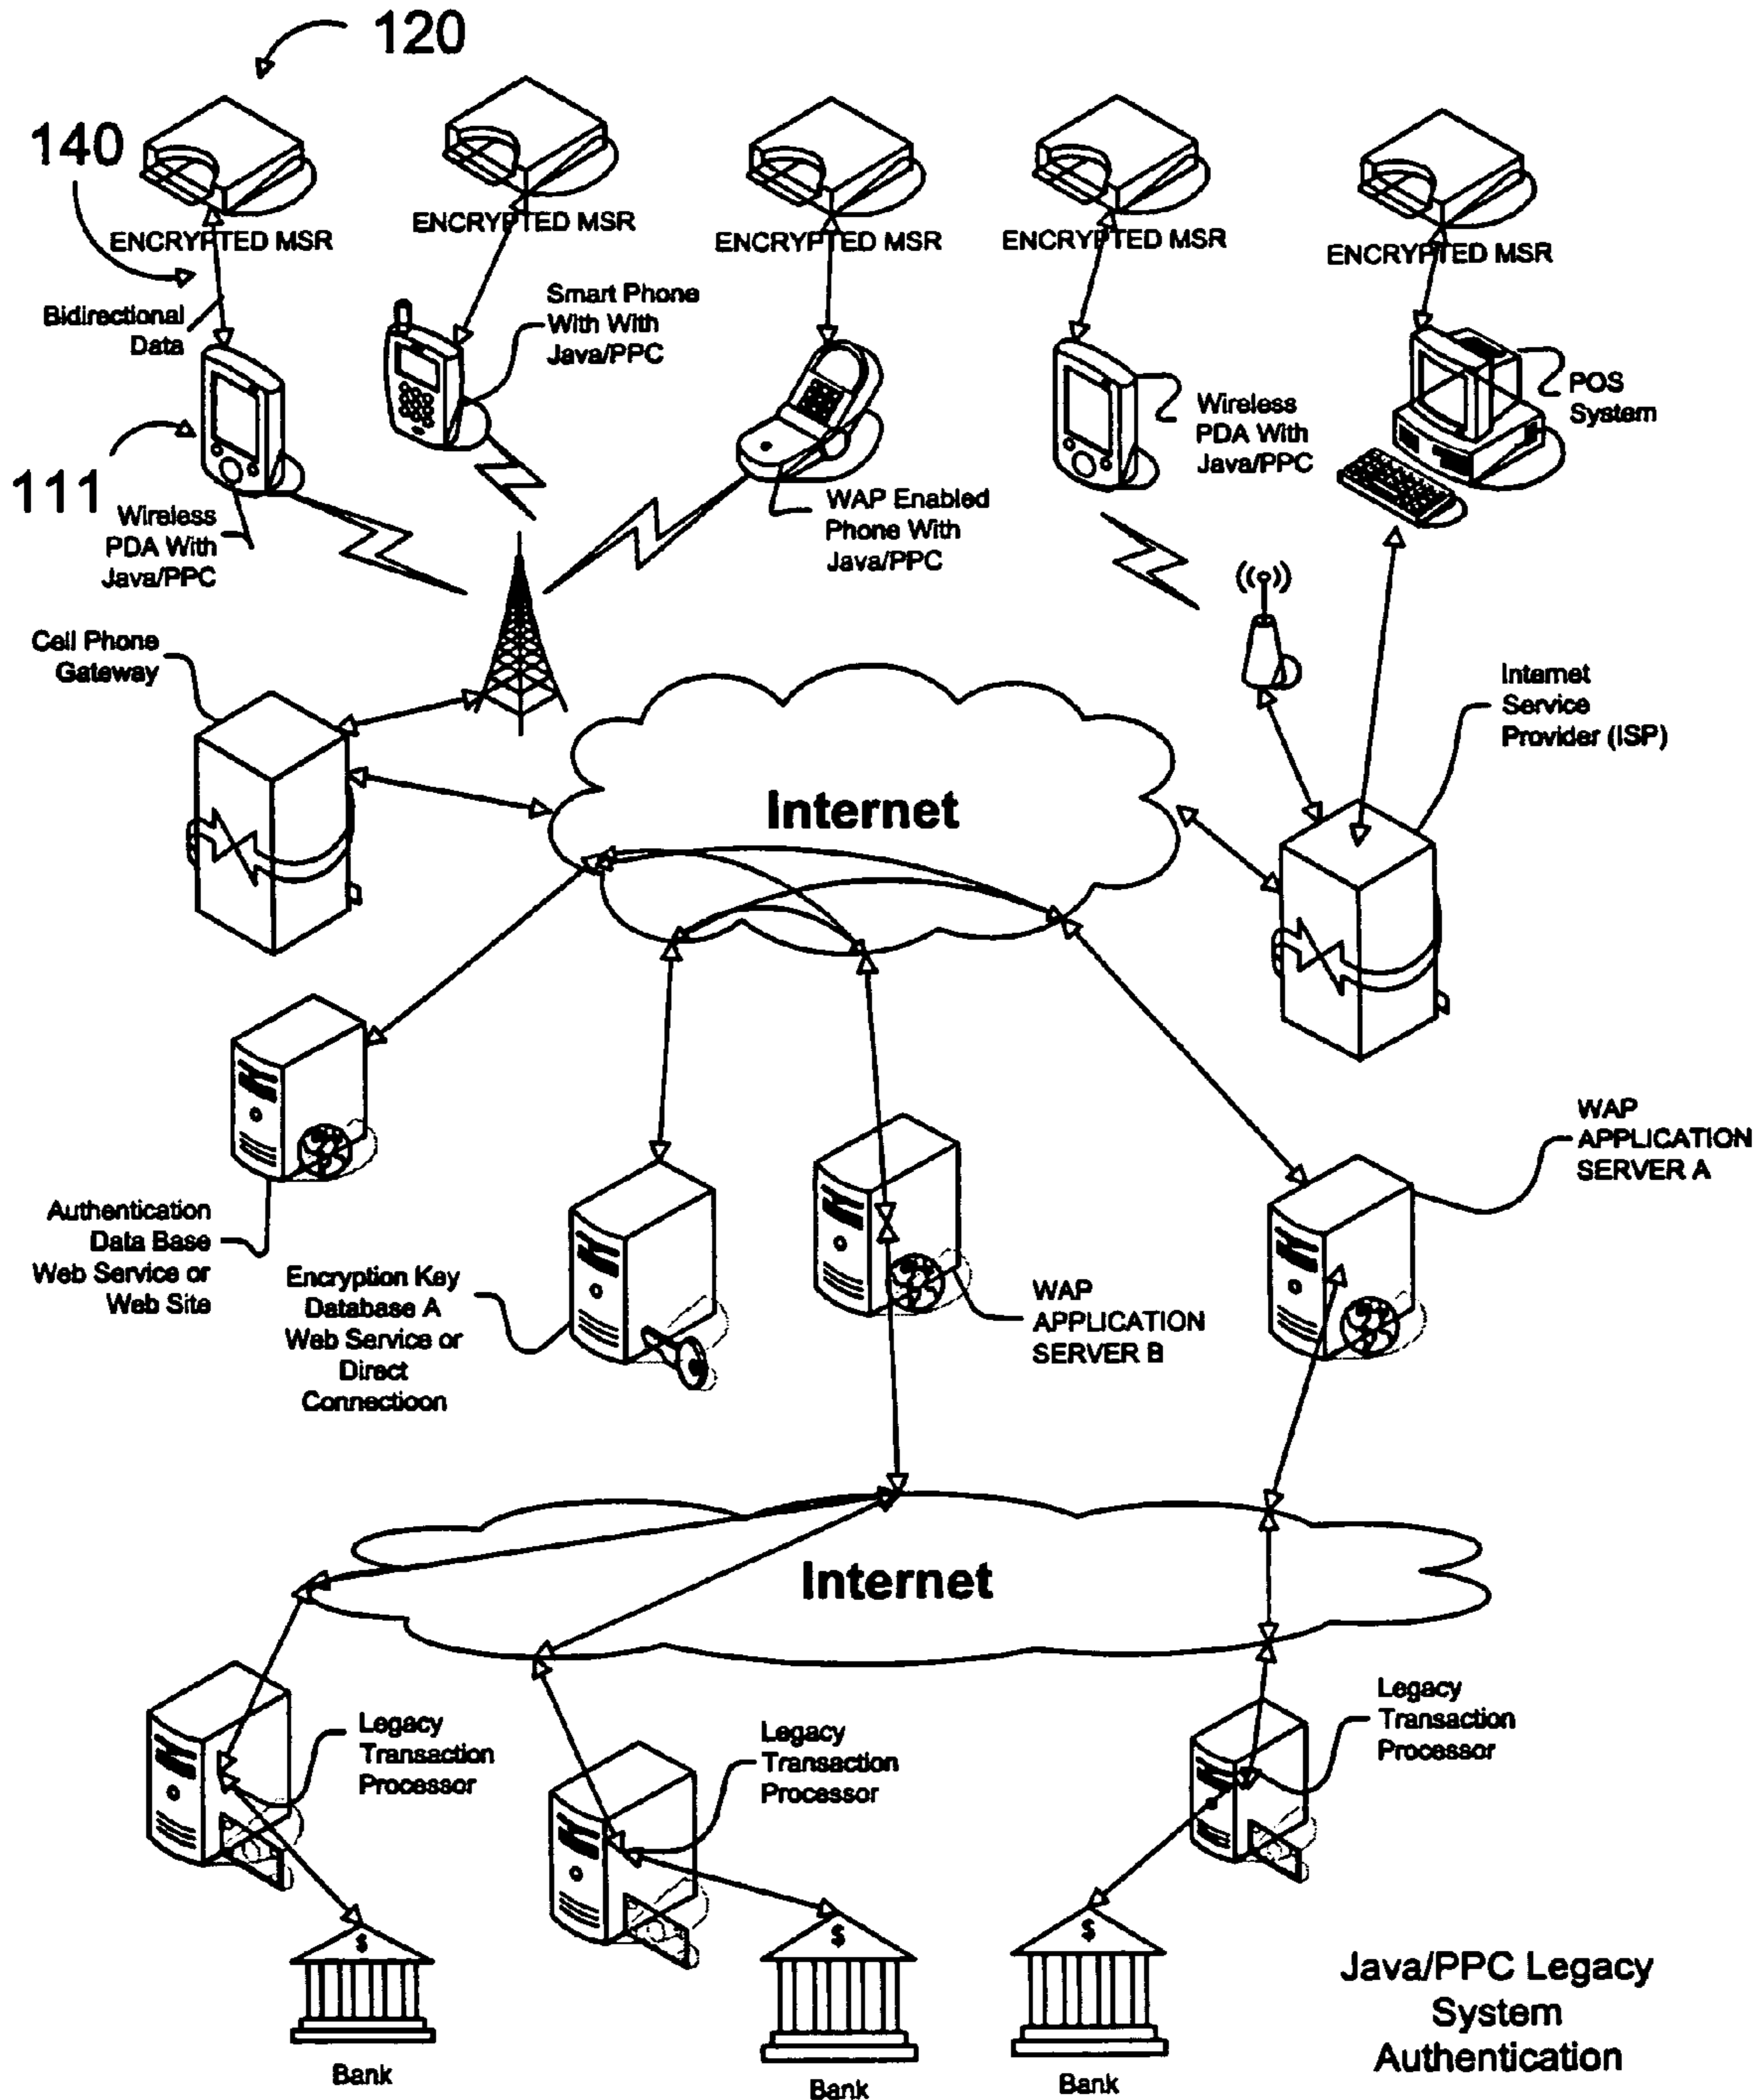 120
140
ENCRYPTED MSR
ENCRYPTED MSR
ENCRYPTED MSR
ENCRYPTED MSR
ENCRYPTED MSR
Bidirectional
Data
Smart Phone
With With
Java/PPC
POS
System
Wireless
PDA With
Java/PPC
111
Wireless
PDA With
Java/PPC
WAP Enabled
Phone With
Java/PPC
Cell Phone
Gateway
Internet
Service
Provider (ISP)
Internet
WAP
APPLICATION
SERVER A
Authentication
Data Base
Web Service or
Web Site
Encryption Key
Database A
Web Service or
Direct
Connectioon
WAP
APPLICATION
SERVER B
Internet
Legacy
Transaction
Processor
Legacy
Transaction
Processor
Legacy
Transaction
Processor
$
$
$
Bank
Bank
Bank
Java/PPC Legacy
System
Authentication